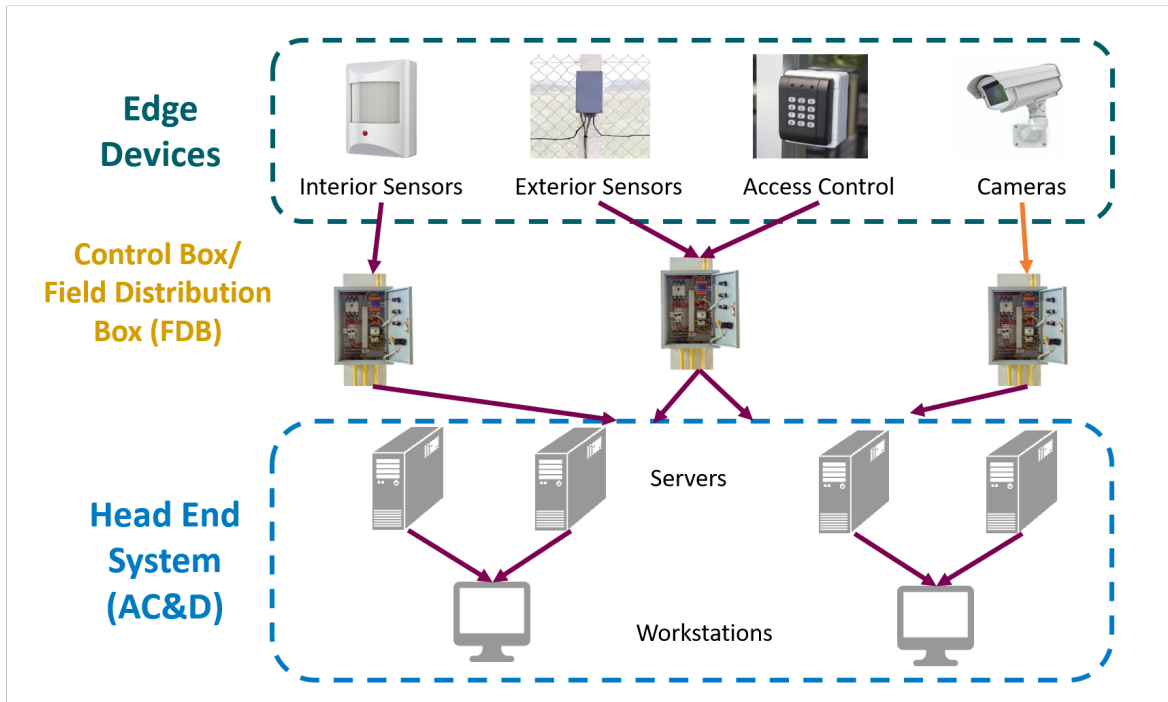 Edge
Devices
Interior Sensors
Exterior Sensors
Access Control
Cameras
Control Box/
Field Distribution
Box (FDB)
Head End
System
(AC&D)
Servers
Workstations